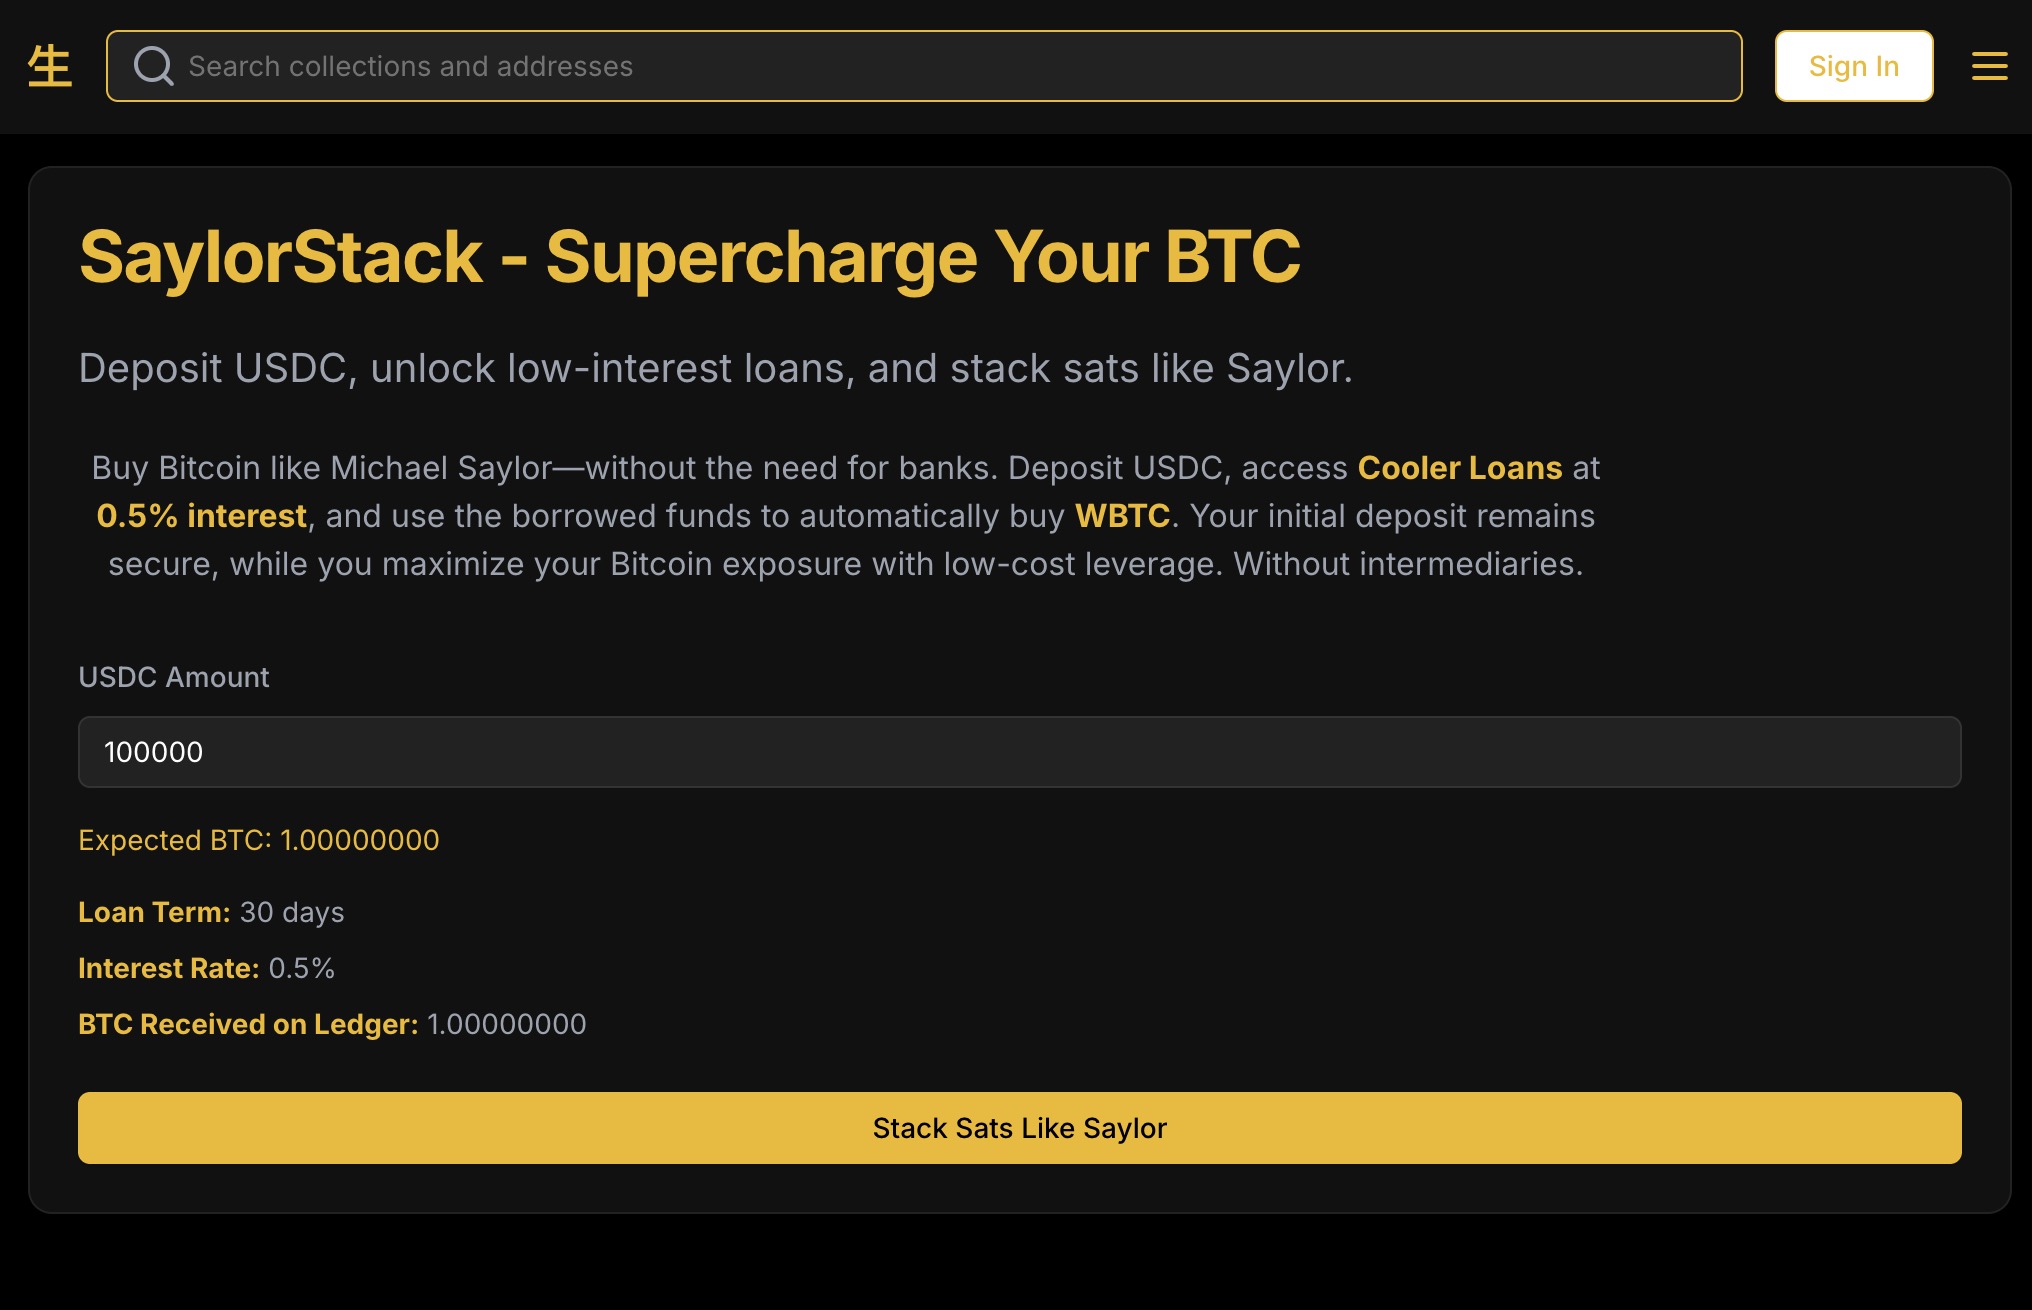 生
Search collections and addresses
Sign In
SaylorStack - Supercharge Your BTC
Deposit USDC, unlock low-interest loans, and stack sats like Saylor.
Buy Bitcoin like Michael Saylor—without the need for banks. Deposit USDC, access Cooler Loans at
0.5% interest, and use the borrowed funds to automatically buy WBTC. Your initial deposit remains
secure, while you maximize your Bitcoin exposure with low-cost leverage. Without intermediaries.
USDC Amount
100000
Expected BTC: 1.00000000
Loan Term: 30 days
Interest Rate: 0.5%
BTC Received on Ledger: 1.00000000
Stack Sats Like Saylor